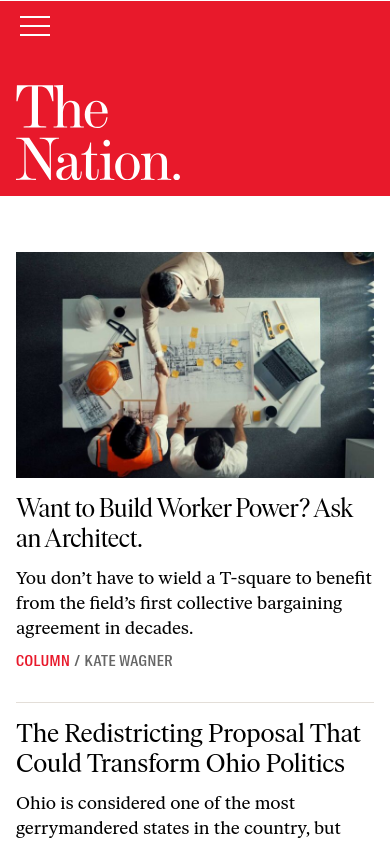 The
Nation.
Want to Build Worker Power? Ask
an Architect.
You don’t have to wield a T-square to benefit
from the field’s first collective bargaining
agreement in decades.
COLUMN / KATE WAGNER
The Redistricting Proposal That
Could Transform Ohio Politics
Ohio is considered one of the most
gerrymandered states in the country, but